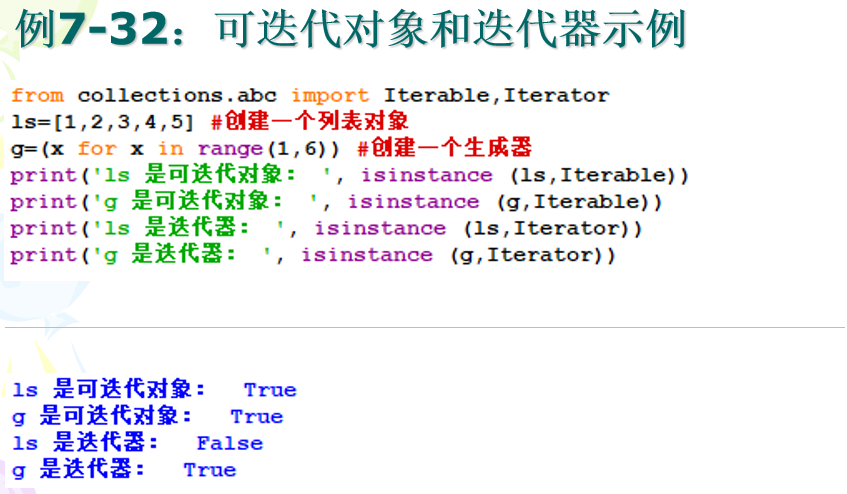 例7-32：可迭代对象和迭代器示例
from collections.abc import Iterable,Iterator
ls=[1,2,3,4,5] #创建一个列表对象
g=(x for x in range(1,6)) #创建一个生成器
print('ls 是可迭代对象： ', isinstance (ls,Iterable))
print('g 是可迭代对象： ', isinstance (g,Iterable))
print('ls 是迭代器： ', isinstance (ls,Iterator))
print('g 是迭代器： ', isinstance (g,Iterator))
ls 是可迭代对象：  True
g 是可迭代对象：  True
ls 是迭代器：  False
g 是迭代器：  True